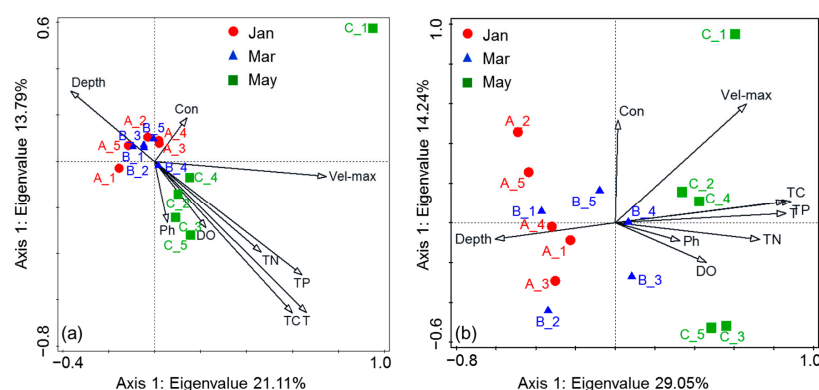 0.6
Axis 1: Eigenvalue 13.79%
-0.8
-0.4
1.0
Axis 1: Eigenvalue 21.11%
(a)
Jan
Mar
May
C_1
Depth
Con
A_2
B_5
A_4
B_3
A_5
A_3
B_1
B_2
B_4
A_1
C_4
Vel-max
C_2
C_3
Ph
DO
C_5
TN
TP
TC
T
1.0
Axis 1: Eigenvalue 14.24%
-0.6
-0.8
1.0
Axis 1: Eigenvalue 29.05%
(b)
Jan
Mar
May
C_1
Vel-max
A_2
Con
A_5
C_2
C_4
TC
B_5
B_1
B_4
TP
T
A_4
Depth
A_1
Ph
TN
DO
A_3
B_3
B_2
C_5
C_3